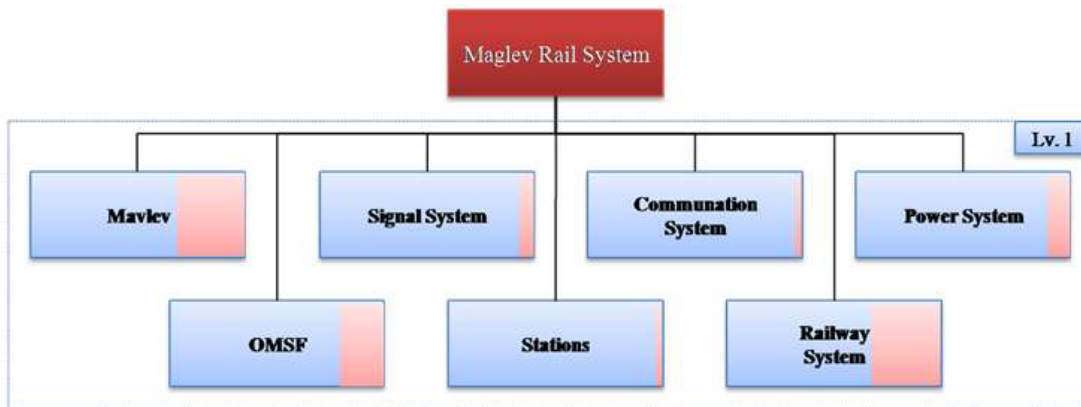 Maglev Rail System
Lv. 1
Mavlev
Signal System
Communation
System
Power System
OMSF
Stations
Railway
System